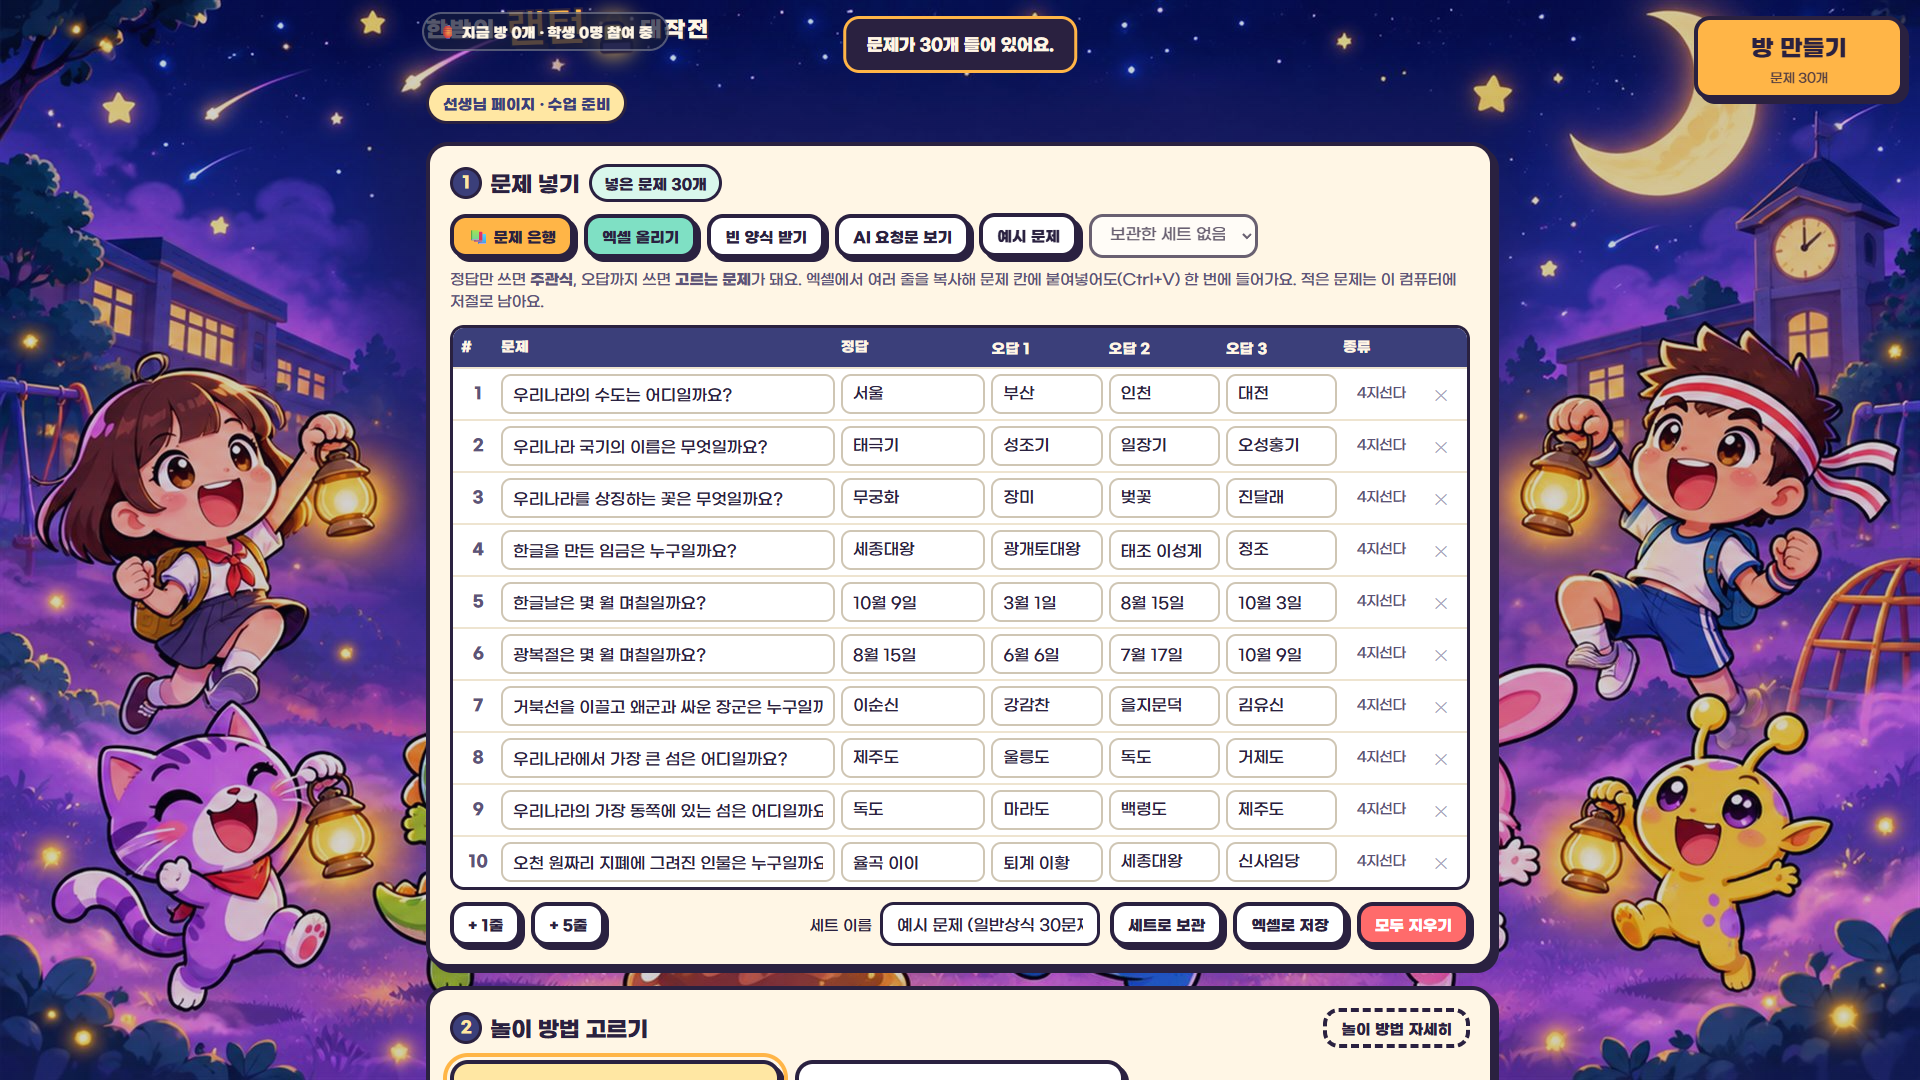 지금 방 0개 · 학생 0명 참여 중
작전
문제가 30개 들어 있어요.
방 만들기
문제 30개
선생님 페이지 · 수업 준비
1 문제 넣기 넣은 문제 30개
문제 은행 엑셀 올리기 빈 양식 받기 AI 요청문 보기 예시 문제 보관한 세트 없음
정답만 쓰면 주관식, 오답까지 쓰면 고르는 문제가 돼요. 엑셀에서 여러 줄을 복사해 문제 칸에 붙여넣어도(Ctrl+V) 한 번에 들어가요. 적은 문제는 이 컴퓨터에
저절로 남아요.
# 문제 정답 오답 1 오답 2 오답 3 종류
1 우리나라의 수도는 어디일까요? 서울 부산 인천 대전 4지선다 ×
2 우리나라 국기의 이름은 무엇일까요? 태극기 성조기 일장기 오성홍기 4지선다 ×
3 우리나라를 상징하는 꽃은 무엇일까요? 무궁화 장미 벚꽃 진달래 4지선다 ×
4 한글을 만든 임금은 누구일까요? 세종대왕 광개토대왕 태조 이성계 정조 4지선다 ×
5 한글날은 몇 월 며칠일까요? 10월 9일 3월 1일 8월 15일 10월 3일 4지선다 ×
6 광복절은 몇 월 며칠일까요? 8월 15일 6월 6일 7월 17일 10월 9일 4지선다 ×
7 거북선을 이끌고 왜군과 싸운 장군은 누구일까 이순신 강감찬 을지문덕 김유신 4지선다 ×
8 우리나라에서 가장 큰 섬은 어디일까요? 제주도 울릉도 독도 거제도 4지선다 ×
9 우리나라의 가장 동쪽에 있는 섬은 어디일까요 독도 마라도 백령도 제주도 4지선다 ×
10 오천 원짜리 지폐에 그려진 인물은 누구일까요 율곡 이이 퇴계 이황 세종대왕 신사임당 4지선다 ×
+ 1줄 + 5줄 세트 이름 예시 문제 (일반상식 30문제 세트로 보관 엑셀로 저장 모두 지우기
2 놀이 방법 고르기 놀이 방법 자세히